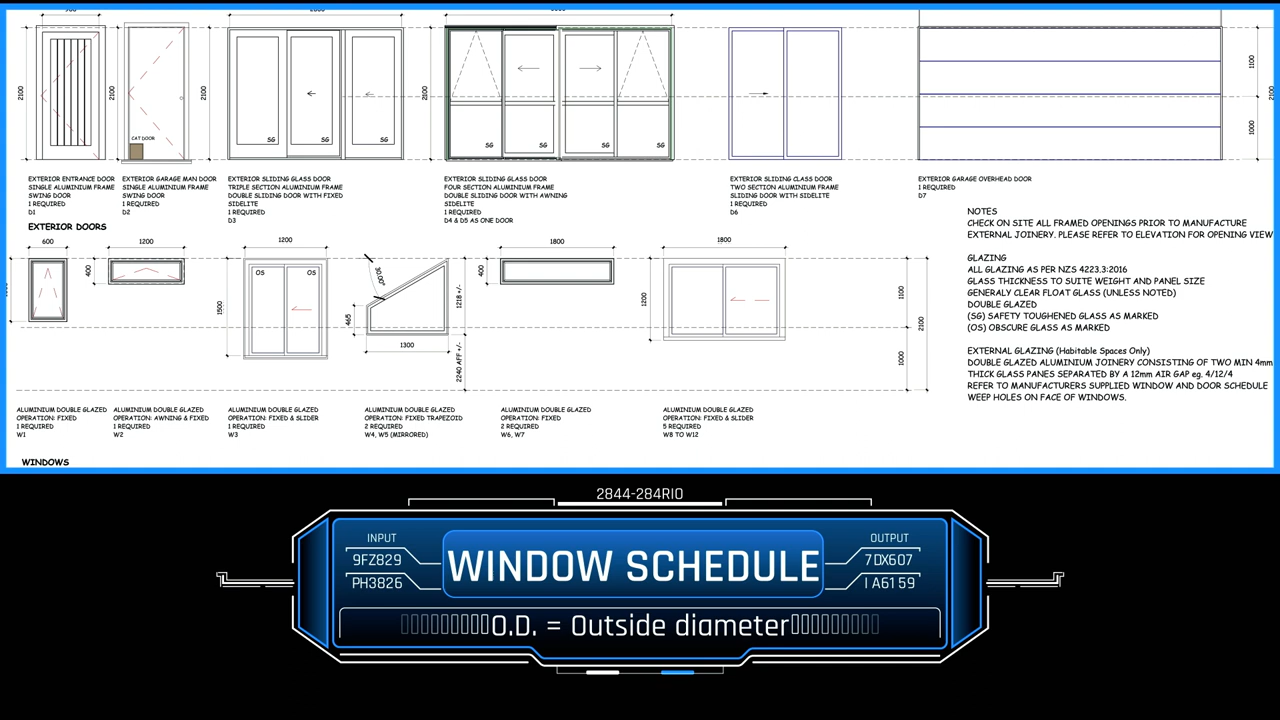 2100
2100
2100
2100
1100
1000
2100
CAT DOOR
SG
SG
SG
SG
SG
SG
SG
EXTERIOR ENTRANCE DOOR
SINGLE ALUMINIUM FRAME
SWING DOOR
1 REQUIRED
D1
EXTERIOR GARAGE MAN DOOR
SINGLE ALUMINIUM FRAME
SWING DOOR
1 REQUIRED
D2
EXTERIOR SLIDING GLASS DOOR
TRIPLE SECTION ALUMINIUM FRAME
DOUBLE SLIDING DOOR WITH FIXED
SIDELITE
1 REQUIRED
D3
EXTERIOR SLIDING GLASS DOOR
FOUR SECTION ALUMINIUM FRAME
DOUBLE SLIDING DOOR WITH AWNING
SIDELITE
1 REQUIRED
D4 & D5 AS ONE DOOR
EXTERIOR SLIDING CLASS DOOR
TWO SECTION ALUMINIUM FRAME
SLIDING DOOR WITH SIDELITE
1 REQUIRED
D6
EXTERIOR GARAGE OVERHEAD DOOR
1 REQUIRED
D7
EXTERIOR DOORS
600
1200
400
1200
OS
OS
1500
30.00°
465
1300
1218 +/-
2240 AFF +/-
1800
400
1800
1200
1100
1000
2100
ALUMINIUM DOUBLE GLAZED
OPERATION: FIXED
1 REQUIRED
W1
ALUMINIUM DOUBLE GLAZED
OPERATION: AWNING & FIXED
1 REQUIRED
W2
ALUMINIUM DOUBLE GLAZED
OPERATION: FIXED & SLIDER
1 REQUIRED
W3
ALUMINIUM DOUBLE GLAZED
OPERATION: FIXED TRAPEZOID
2 REQUIRED
W4, W5 (MIRRORED)
ALUMINIUM DOUBLE GLAZED
OPERATION: FIXED
2 REQUIRED
W6, W7
ALUMINIUM DOUBLE GLAZED
OPERATION: FIXED & SLIDER
5 REQUIRED
W8 TO W12
WINDOWS
NOTES
CHECK ON SITE ALL FRAMED OPENINGS PRIOR TO MANUFACTURE
EXTERNAL JOINERY. PLEASE REFER TO ELEVATION FOR OPENING VIEW
GLAZING
ALL GLAZING AS PER NZS 4223.3:2016
GLASS THICKNESS TO SUITE WEIGHT AND PANEL SIZE
GENERALY CLEAR FLOAT GLASS (UNLESS NOTED)
DOUBLE GLAZED
(SG) SAFETY TOUGHENED GLASS AS MARKED
(OS) OBSCURE GLASS AS MARKED
EXTERNAL GLAZING (Habitable Spaces Only)
DOUBLE GLAZED ALUMINIUM JOINERY CONSISTING OF TWO MIN 4mm
THICK GLASS PANES SEPARATED BY A 12mm AIR GAP eg. 4/12/4
REFER TO MANUFACTURERS SUPPLIED WINDOW AND DOOR SCHEDULE
WEEP HOLES ON FACE OF WINDOWS.
2844-284RIO
INPUT
9FZ829
PH3826
WINDOW SCHEDULE
OUTPUT
7DX607
IA6159
O.D. = Outside diameter